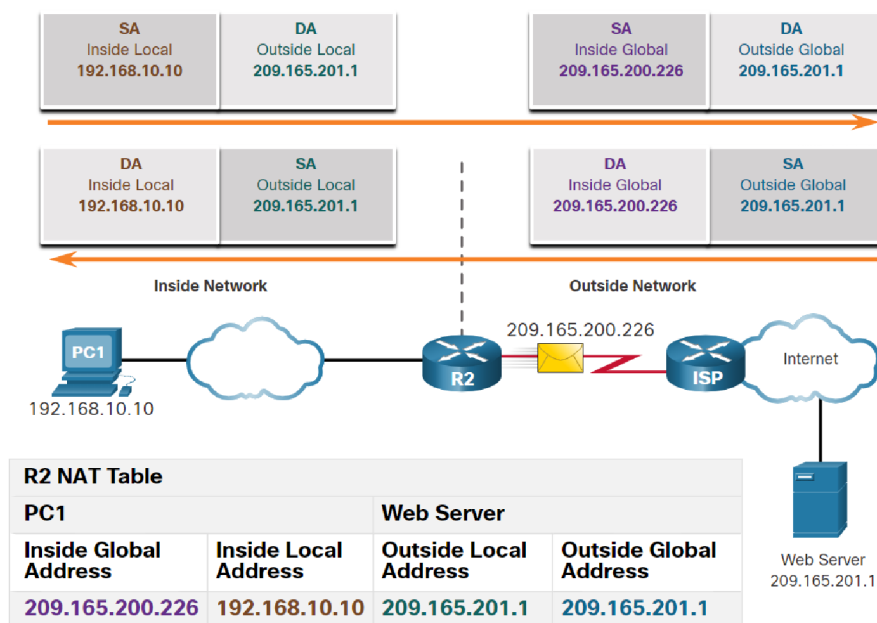 SA
Inside Local
192.168.10.10
DA
Outside Local
209.165.201.1
SA
Inside Global
209.165.200.226
DA
Outside Global
209.165.201.1
DA
Inside Local
192.168.10.10
SA
Outside Local
209.165.201.1
DA
Inside Global
209.165.200.226
SA
Outside Global
209.165.201.1
Inside Network
Outside Network
PC1
192.168.10.10
R2
209.165.200.226
ISP
Internet
Web Server
209.165.201.1
R2 NAT Table
PC1
Web Server
Inside Global
Address
Inside Local
Address
Outside Local
Address
Outside Global
Address
209.165.200.226
192.168.10.10
209.165.201.1
209.165.201.1